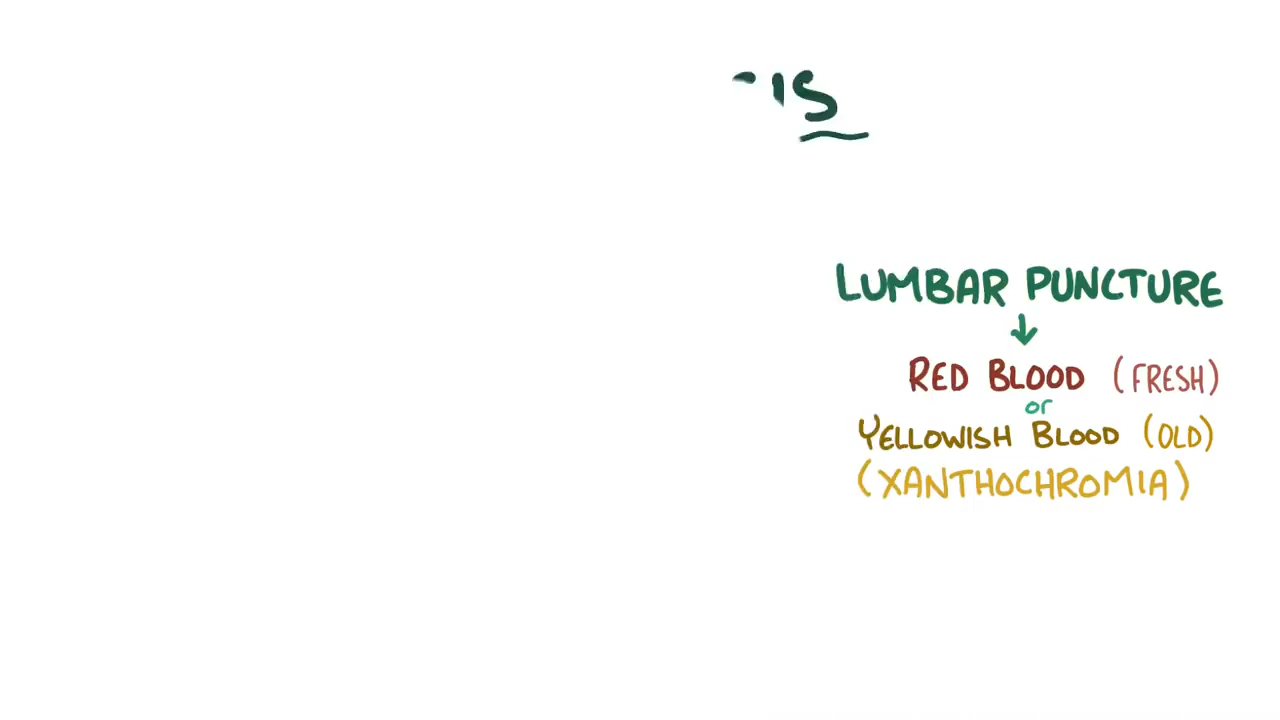 LUMBAR PUNCTURE
↓
RED BLOOD (FRESH)
or
YELLOWISH BLOOD (OLD)
(XANTHOCHROMIA)